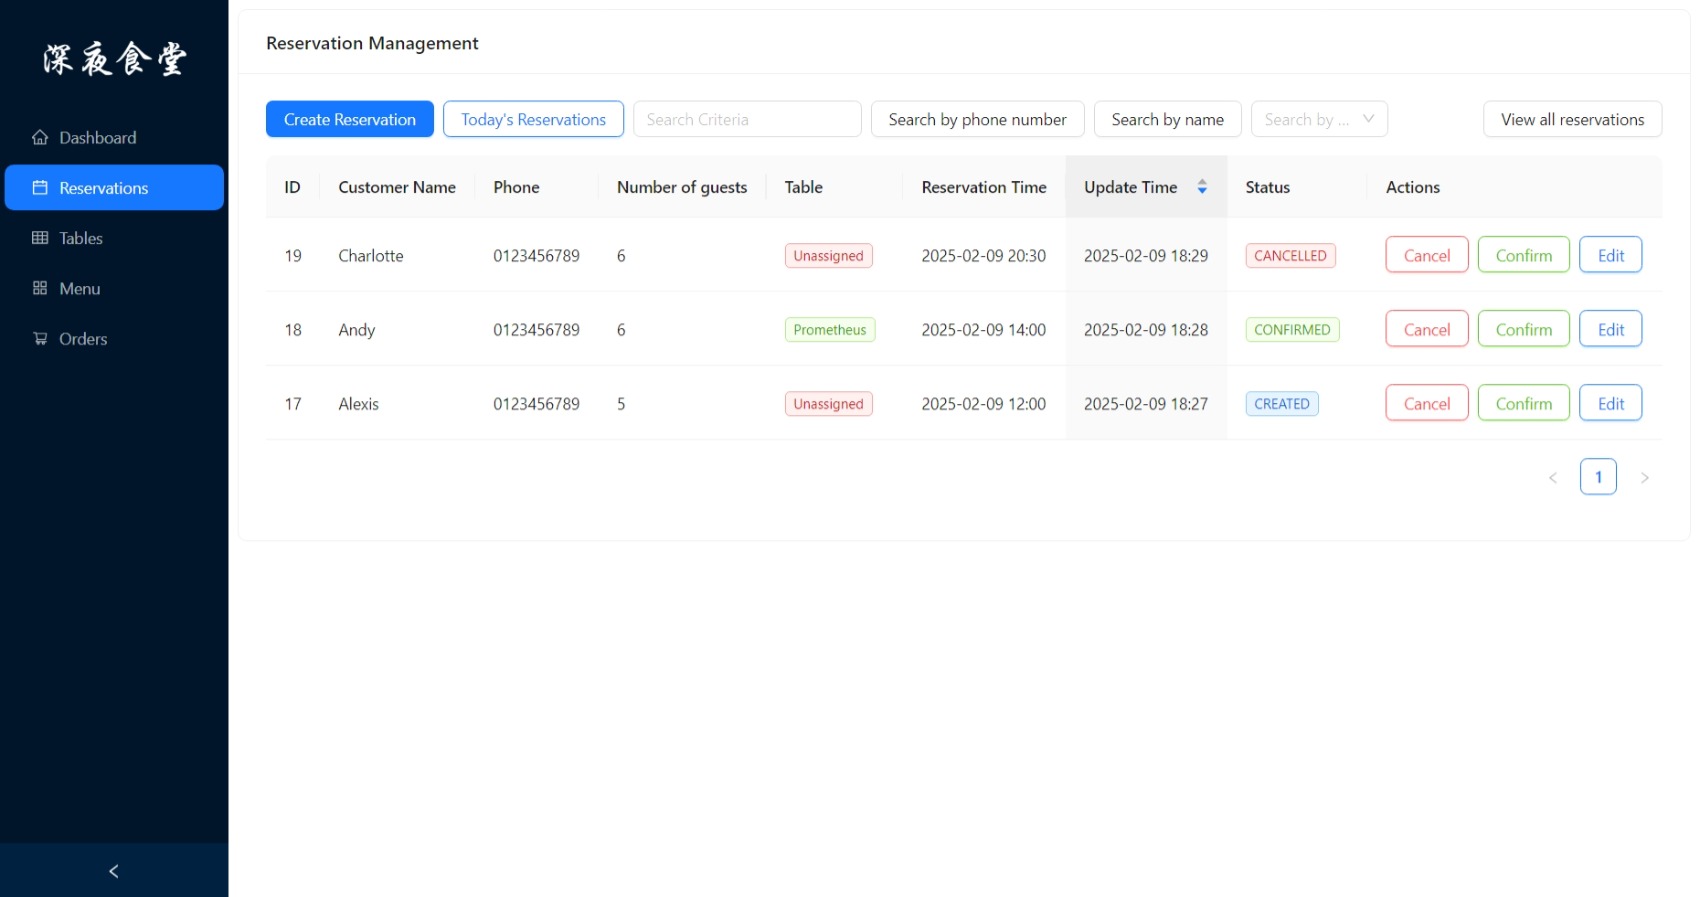 深夜食堂
Dashboard
Reservations
Tables
Menu
Orders
Reservation Management
Create Reservation Today's Reservations Search Criteria Search by phone number Search by name Search by ... View all reservations
ID Customer Name Phone Number of guests Table Reservation Time Update Time Status Actions
19 Charlotte 0123456789 6 Unassigned 2025-02-09 20:30 2025-02-09 18:29 CANCELLED Cancel Confirm Edit
18 Andy 0123456789 6 Prometheus 2025-02-09 14:00 2025-02-09 18:28 CONFIRMED Cancel Confirm Edit
17 Alexis 0123456789 5 Unassigned 2025-02-09 12:00 2025-02-09 18:27 CREATED Cancel Confirm Edit
1